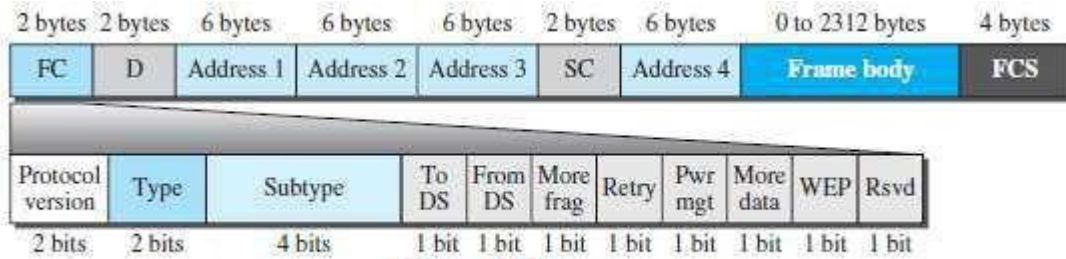 2 bytes 2 bytes 6 bytes 6 bytes 6 bytes 2 bytes 6 bytes 0 to 2312 bytes 4 bytes
FC D Address 1 Address 2 Address 3 SC Address 4 Frame body FCS
Protocol version Type Subtype To DS From DS More frag Retry Pwr mgt More data WEP Rsvd
2 bits 2 bits 4 bits 1 bit 1 bit 1 bit 1 bit 1 bit 1 bit 1 bit 1 bit